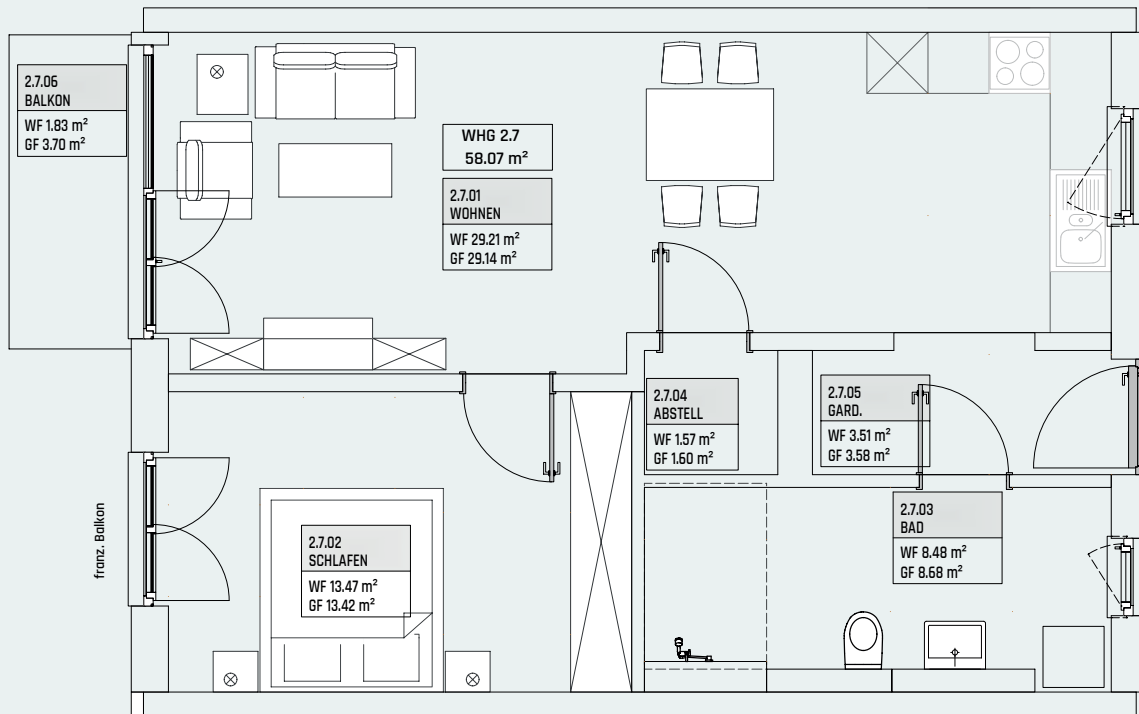 2.7.06
BALKON
WF 1.83 m²
GF 3.70 m²
WHG 2.7
58.07 m²
2.7.01
WOHNEN
WF 29.21 m²
GF 29.14 m²
2.7.04
ABSTELL
WF 1.57 m²
GF 1.60 m²
2.7.05
GARD.
WF 3.51 m²
GF 3.58 m²
franz. Balkon
2.7.02
SCHLAFEN
WF 13.47 m²
GF 13.42 m²
2.7.03
BAD
WF 8.48 m²
GF 8.68 m²